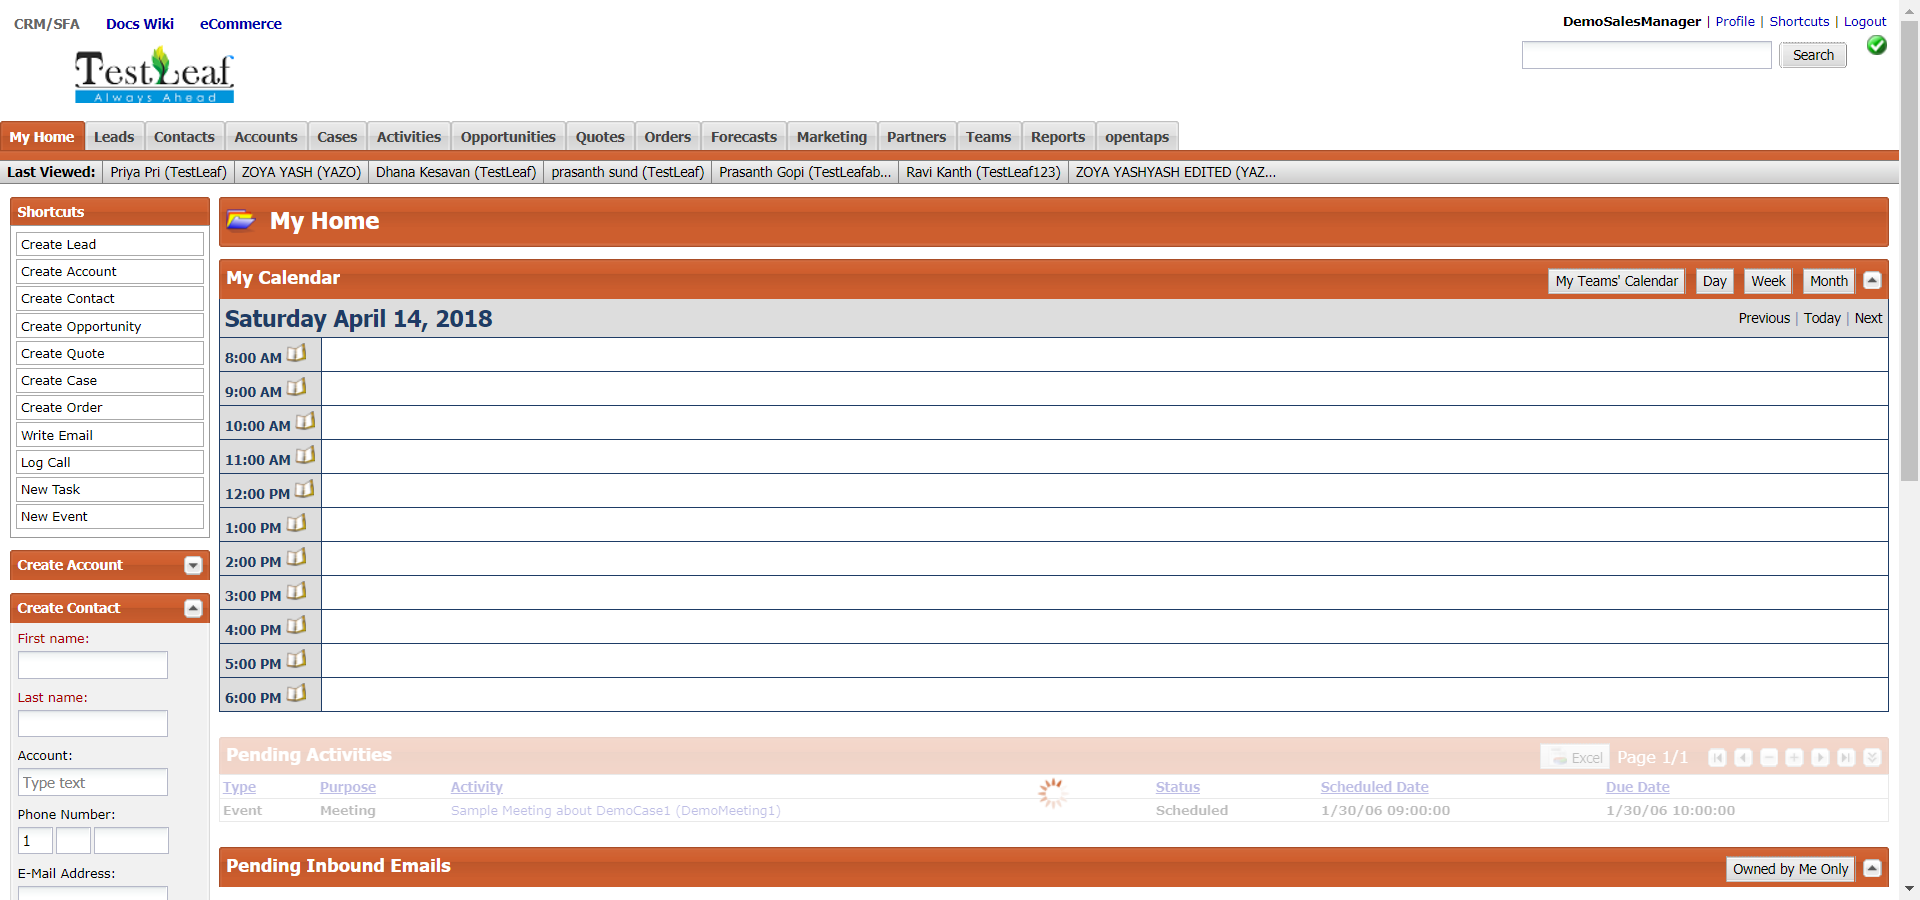 CRM/SFA Docs Wiki eCommerce
DemoSalesManager | Profile | Shortcuts | Logout
Search
TestLeaf
Always Ahead
My Home Leads Contacts Accounts Cases Activities Opportunities Quotes Orders Forecasts Marketing Partners Teams Reports opentaps
Last Viewed: Priya Pri (TestLeaf) ZOYA YASH (YAZO) Dhana Kesavan (TestLeaf) prasanth sund (TestLeaf) Prasanth Gopi (TestLeafab... Ravi Kanth (TestLeaf123) ZOYA YASHYASH EDITED (YAZ...
Shortcuts
Create Lead
Create Account
Create Contact
Create Opportunity
Create Quote
Create Case
Create Order
Write Email
Log Call
New Task
New Event
Create Account
Create Contact
First name:
Last name:
Account:
Type text
Phone Number:
1
E-Mail Address:
My Home
My Calendar
My Teams' Calendar Day Week Month
Saturday April 14, 2018
Previous | Today | Next
8:00 AM
9:00 AM
10:00 AM
11:00 AM
12:00 PM
1:00 PM
2:00 PM
3:00 PM
4:00 PM
5:00 PM
6:00 PM
Pending Activities
Excel Page 1/1
Type Purpose Activity Status Scheduled Date Due Date
Event Meeting Sample Meeting about DemoCase1 (DemoMeeting1) Scheduled 1/30/06 09:00:00 1/30/06 10:00:00
Pending Inbound Emails
Owned by Me Only